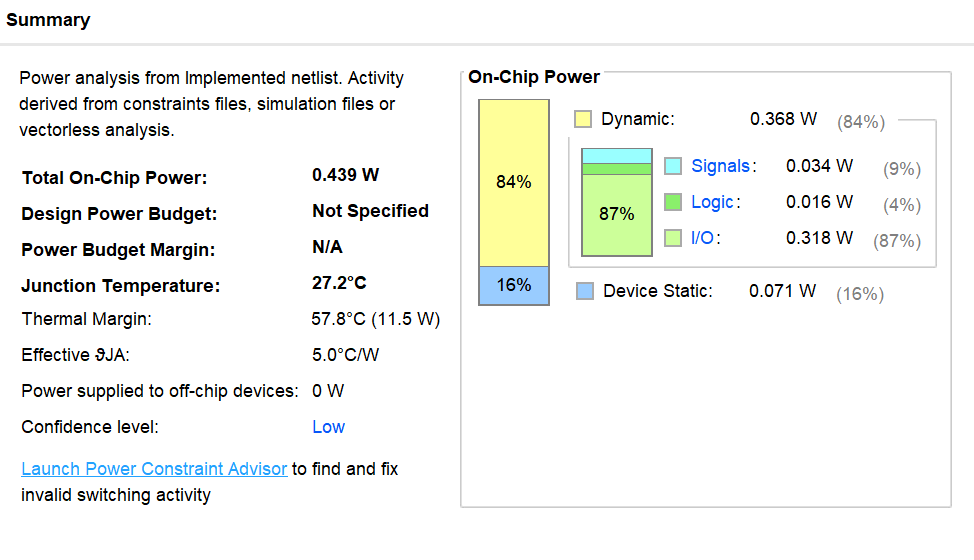 Summary
Power analysis from Implemented netlist. Activity
derived from constraints files, simulation files or
vectorless analysis.
Total On-Chip Power: 0.439 W
Design Power Budget: Not Specified
Power Budget Margin: N/A
Junction Temperature: 27.2°C
Thermal Margin: 57.8°C (11.5 W)
Effective ϑJA: 5.0°C/W
Power supplied to off-chip devices: 0 W
Confidence level: Low
Launch Power Constraint Advisor to find and fix
invalid switching activity
On-Chip Power
Dynamic: 0.368 W (84%)
84%
Signals: 0.034 W (9%)
Logic: 0.016 W (4%)
87%
I/O: 0.318 W (87%)
16%
Device Static: 0.071 W (16%)